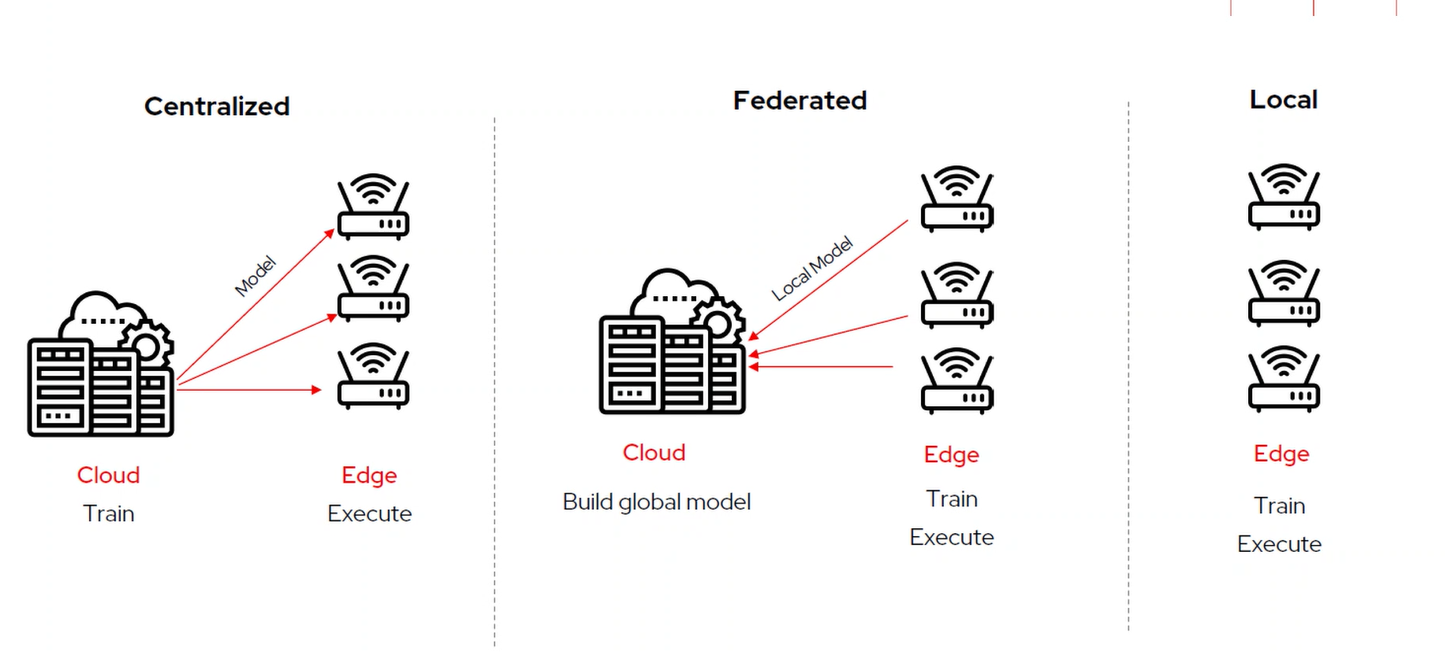 Centralized
Model
Cloud
Train
Edge
Execute
Federated
Local Model
Cloud
Build global model
Edge
Train
Execute
Local
Edge
Train
Execute